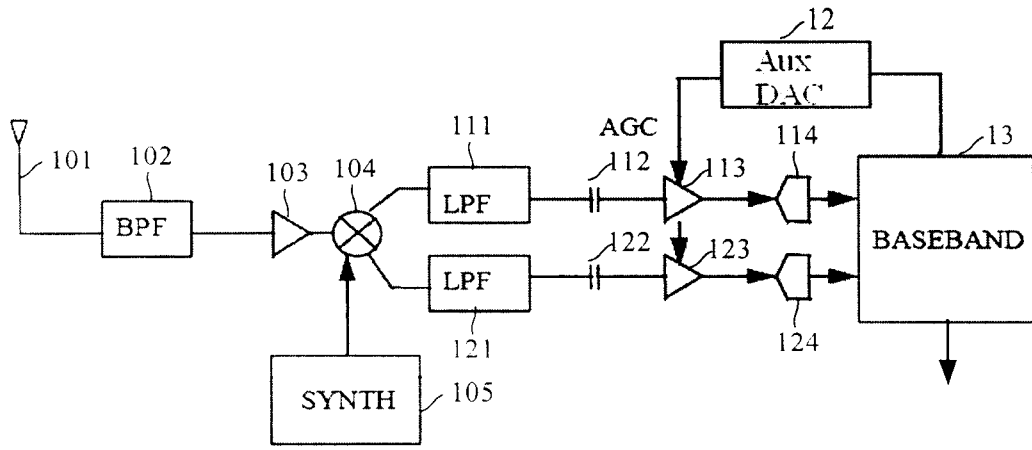 12
Aux
DAC
AGC
101
102
103
104
111
112
113
114
13
BPF
LPF
BASEBAND
122
123
LPF
121
124
SYNTH
105